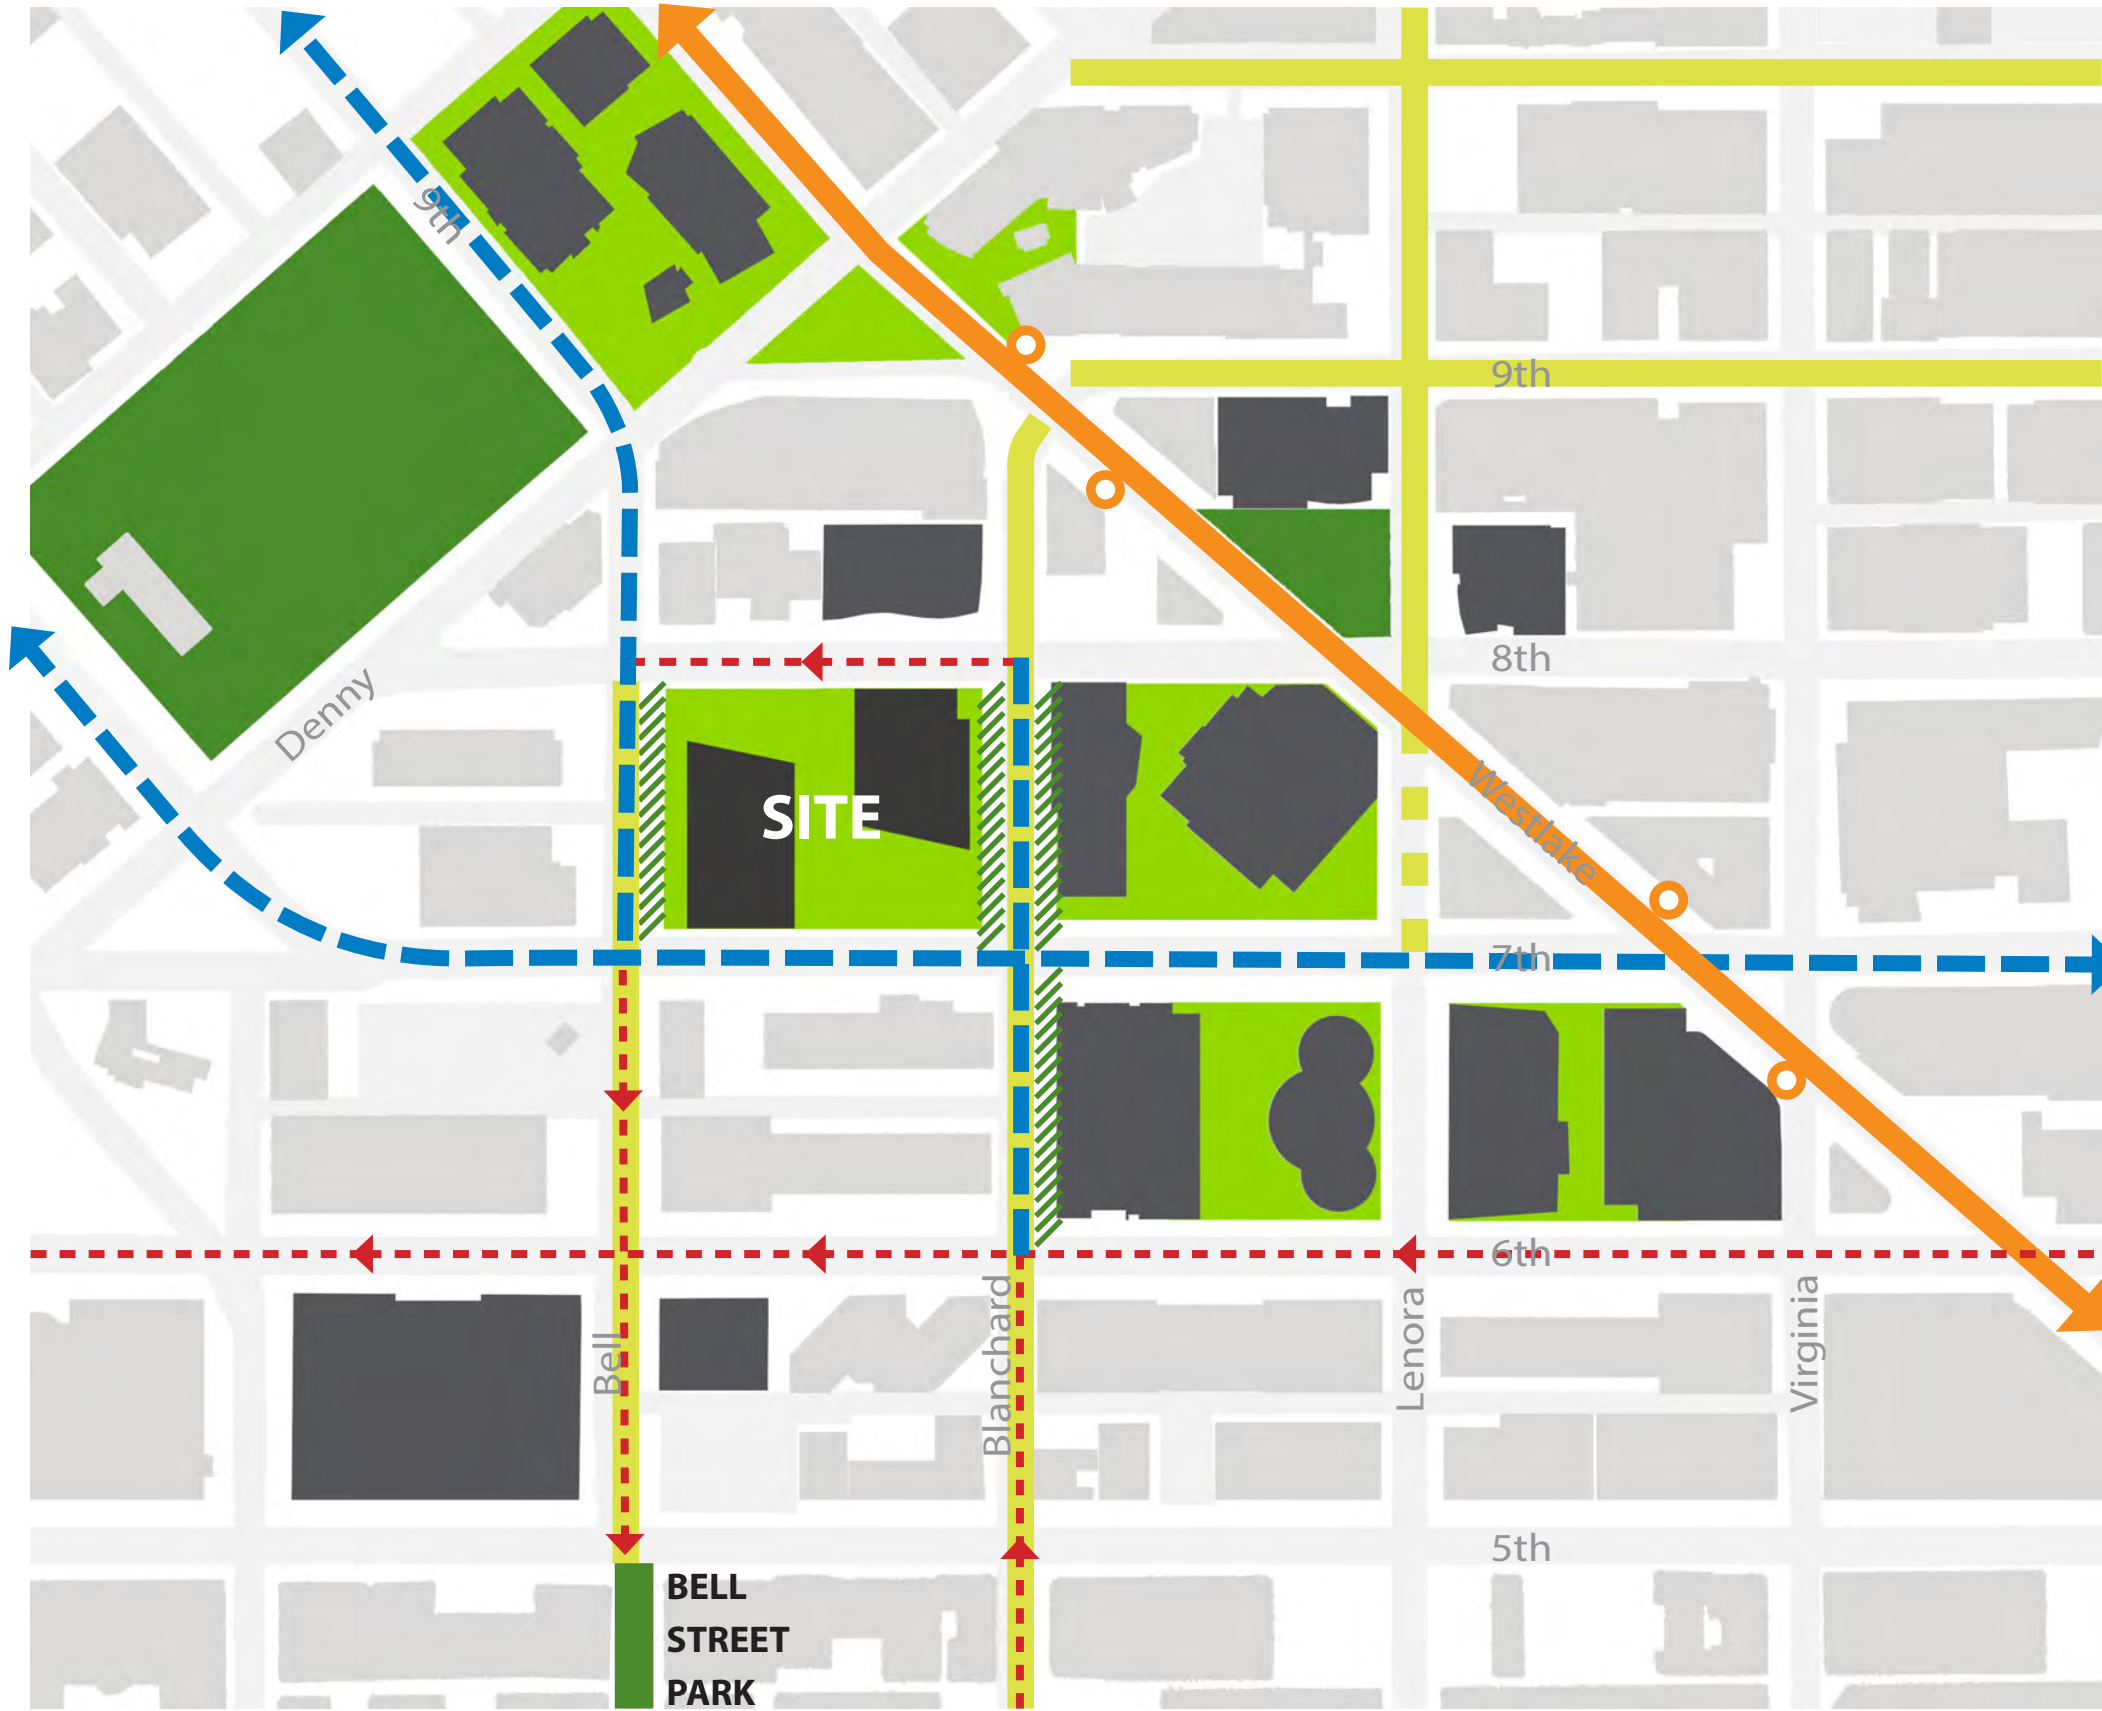 9th
9th
8th
Denny
SITE
Westlake
7th
6th
Bell
Blanchard
Lenora
Virginia
5th
BELL
STREET
PARK